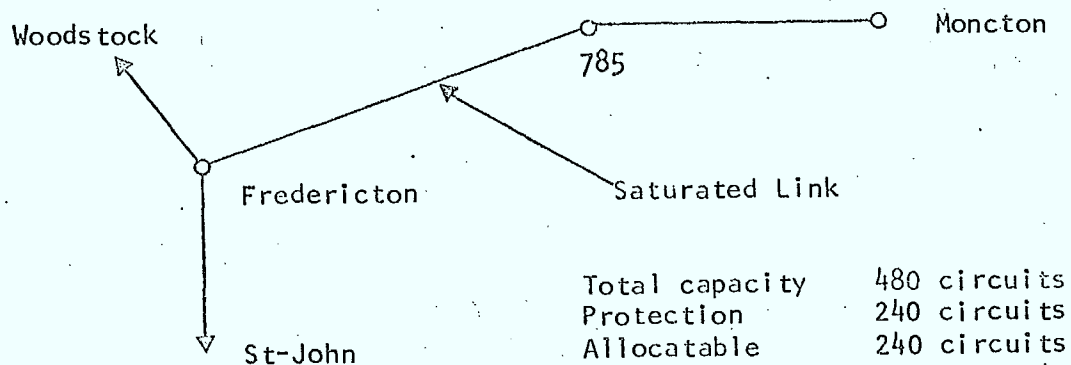 Woodstock
Moncton
785
Fredericton
Saturated Link
Total capacity 480 circuits
Protection 240 circuits
St-John
Allocatable 240 circuits